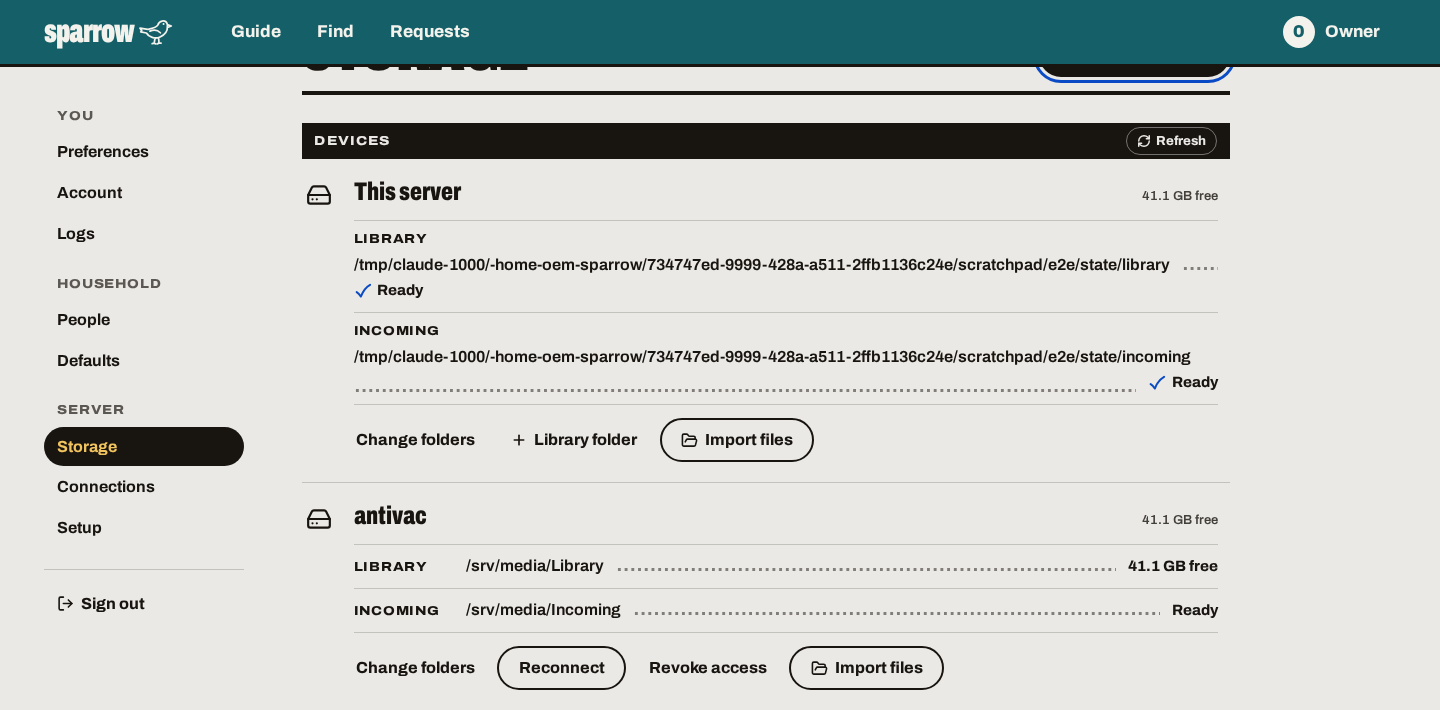 sparrow
Guide
Find
Requests
O
Owner
YOU
Preferences
Account
Logs
HOUSEHOLD
People
Defaults
SERVER
Storage
Connections
Setup
Sign out
DEVICES
Refresh
This server
41.1 GB free
LIBRARY
/tmp/claude-1000/-home-oem-sparrow/734747ed-9999-428a-a511-2ffb1136c24e/scratchpad/e2e/state/library
Ready
INCOMING
/tmp/claude-1000/-home-oem-sparrow/734747ed-9999-428a-a511-2ffb1136c24e/scratchpad/e2e/state/incoming
Ready
Change folders
Library folder
Import files
antivac
41.1 GB free
LIBRARY
/srv/media/Library
41.1 GB free
INCOMING
/srv/media/Incoming
Ready
Change folders
Reconnect
Revoke access
Import files